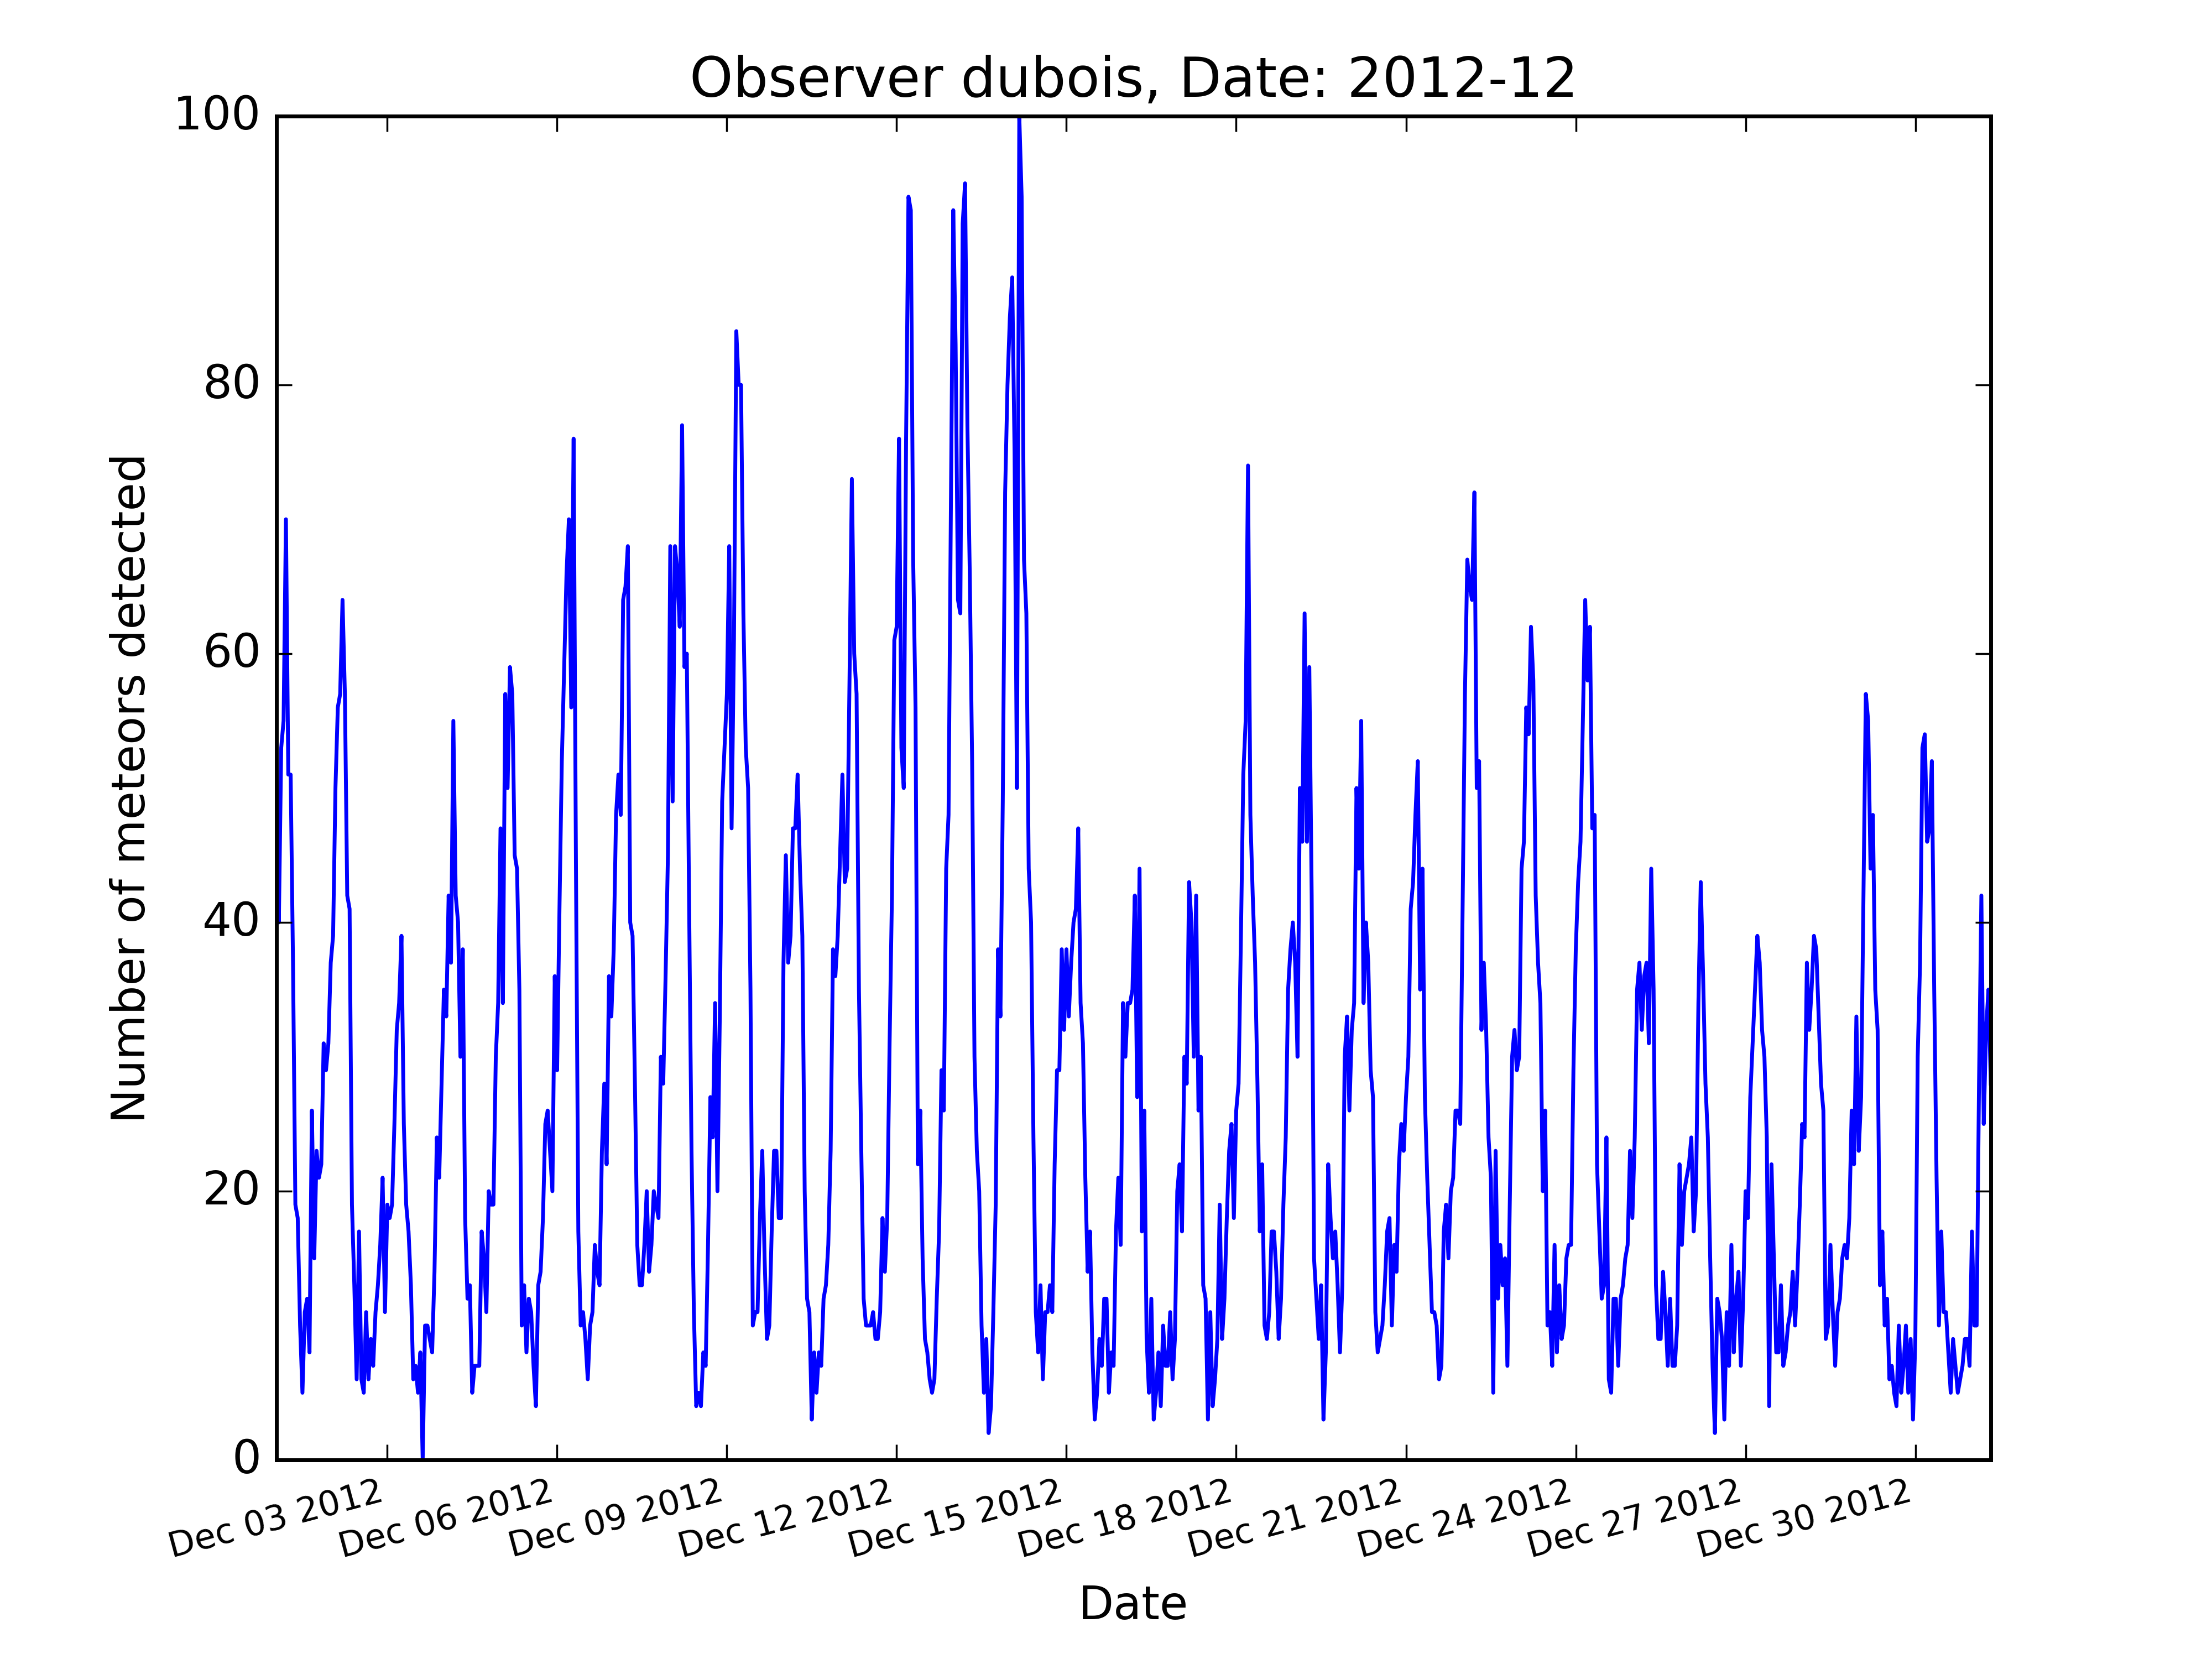 Observer dubois, Date: 2012-12
100
80
60
40
20
0
Number of meteors detected
Dec 03 2012
Dec 06 2012
Dec 09 2012
Dec 12 2012
Dec 15 2012
Dec 18 2012
Dec 21 2012
Dec 24 2012
Dec 27 2012
Dec 30 2012
Date